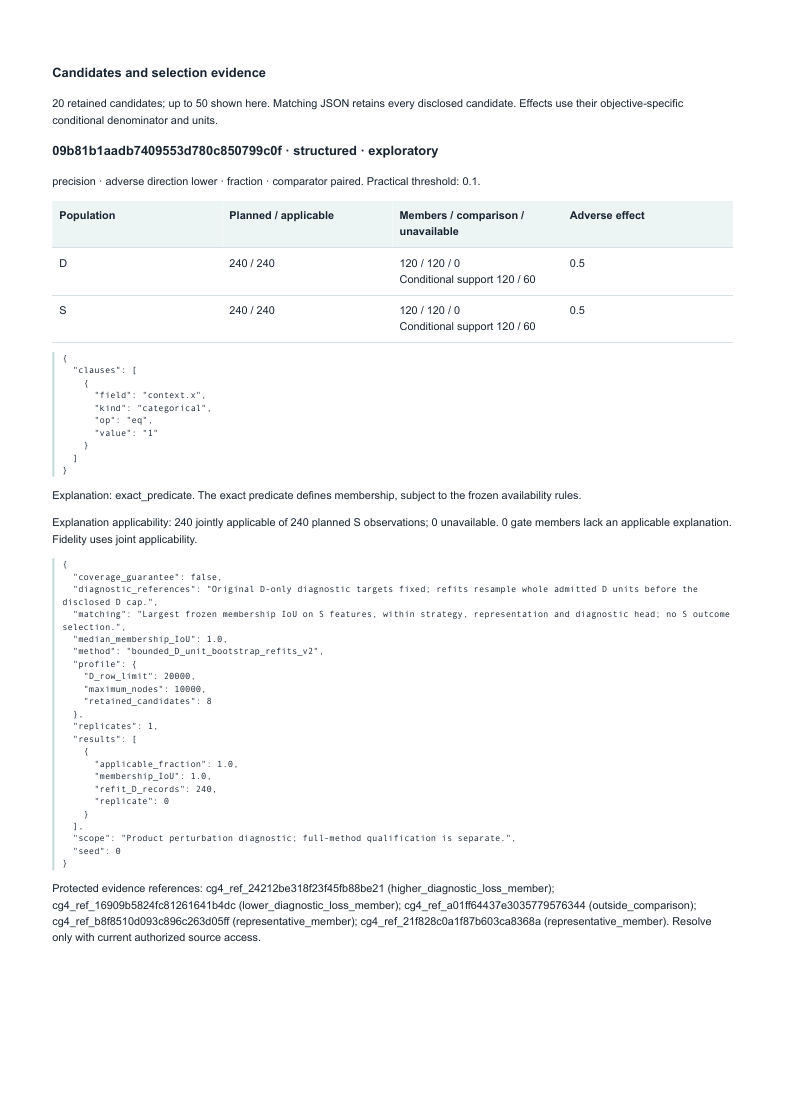 Candidates and selection evidence
20 retained candidates; up to 50 shown here. Matching JSON retains every disclosed candidate. Effects use their objective-specific
conditional denominator and units.
09b81b1aadb7409553d780c850799c0f · structured · exploratory
precision · adverse direction lower · fraction · comparator paired. Practical threshold: 0.1.
Population Planned / applicable Members / comparison / unavailable Adverse effect
D 240 / 240 120 / 120 / 0 0.5
Conditional support 120 / 60
S 240 / 240 120 / 120 / 0 0.5
Conditional support 120 / 60
{
  "clauses": [
    {
      "field": "context.x",
      "kind": "categorical",
      "op": "eq",
      "value": "1"
    }
  ]
}
Explanation: exact_predicate. The exact predicate defines membership, subject to the frozen availability rules.
Explanation applicability: 240 jointly applicable of 240 planned S observations; 0 unavailable. 0 gate members lack an applicable explanation.
Fidelity uses joint applicability.
{
  "coverage_guarantee": false,
  "diagnostic_references": "Original D-only diagnostic targets fixed; refits resample whole admitted D units before the
disclosed D cap.",
  "matching": "Largest frozen membership IoU on S features, within strategy, representation and diagnostic head; no S outcome
selection.",
  "median_membership_IoU": 1.0,
  "method": "bounded_D_unit_bootstrap_refits_v2",
  "profile": {
    "D_row_limit": 20000,
    "maximum_nodes": 10000,
    "retained_candidates": 8
  },
  "replicates": 1,
  "results": [
    {
      "applicable_fraction": 1.0,
      "membership_IoU": 1.0,
      "refit_D_records": 240,
      "replicate": 0
    }
  ],
  "scope": "Product perturbation diagnostic; full-method qualification is separate.",
  "seed": 0
}
Protected evidence references: cg4_ref_24212be318f23f45fb88be21 (higher_diagnostic_loss_member);
cg4_ref_16909b5824fc81261641b4dc (lower_diagnostic_loss_member); cg4_ref_a01ff64437e3035779576344 (outside_comparison);
cg4_ref_b8f8510d093c896c263d05ff (representative_member); cg4_ref_21f828c0a1f87b603ca8368a (representative_member). Resolve
only with current authorized source access.